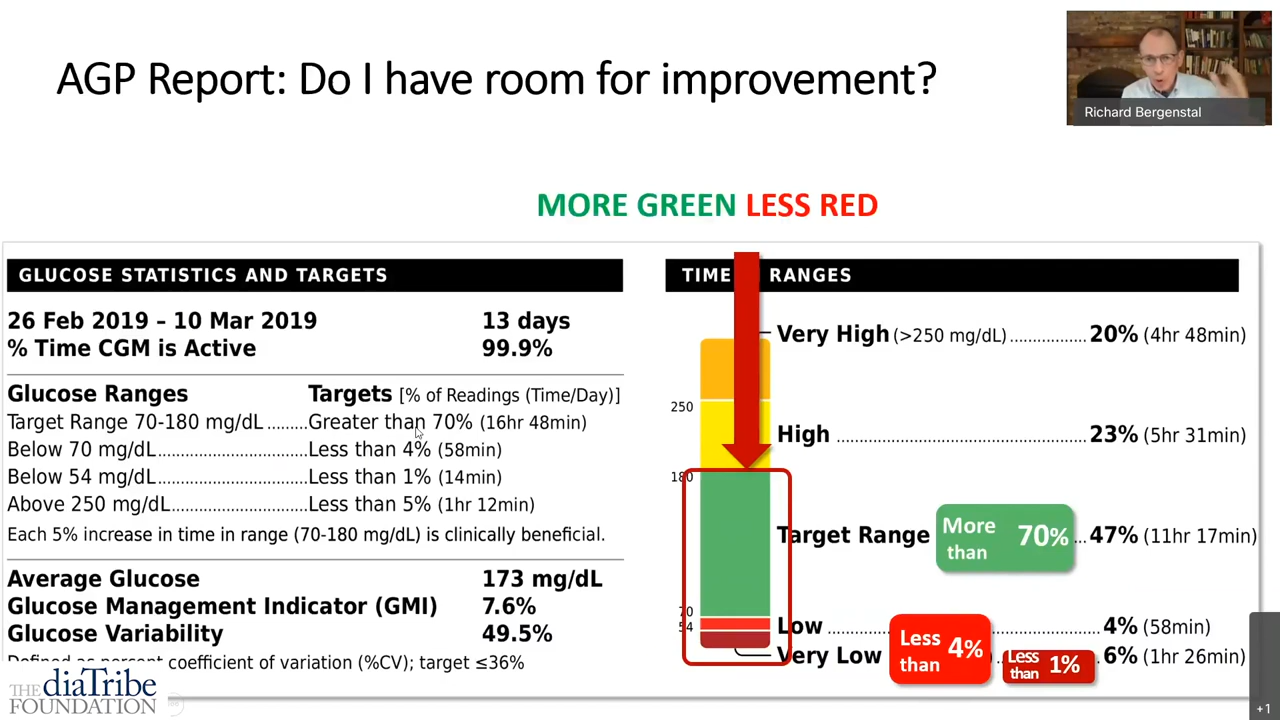 AGP Report: Do I have room for improvement?
Richard Bergenstal
MORE GREEN LESS RED
GLUCOSE STATISTICS AND TARGETS
26 Feb 2019 – 10 Mar 2019 13 days
% Time CGM is Active 99.9%
Glucose Ranges Targets [% of Readings (Time/Day)]
Target Range 70-180 mg/dL ....... Greater than 70% (16hr 48min)
Below 70 mg/dL................................ Less than 4% (58min)
Below 54 mg/dL................................ Less than 1% (14min)
Above 250 mg/dL............................. Less than 5% (1hr 12min)
Each 5% increase in time in range (70-180 mg/dL) is clinically beneficial.
Average Glucose 173 mg/dL
Glucose Management Indicator (GMI) 7.6%
Glucose Variability 49.5%
Defined as percent coefficient of variation (%CV); target ≤36%
TIME RANGES
Very High (>250 mg/dL) ................ 20% (4hr 48min)
250
High .................................................... 23% (5hr 31min)
180
Target Range More than 70% ... 47% (11hr 17min)
70
54
Low ........ 4% (58min)
Very Low Less than 4% Less than 1% ... 6% (1hr 26min)
THE diaTribe
FOUNDATION
+1